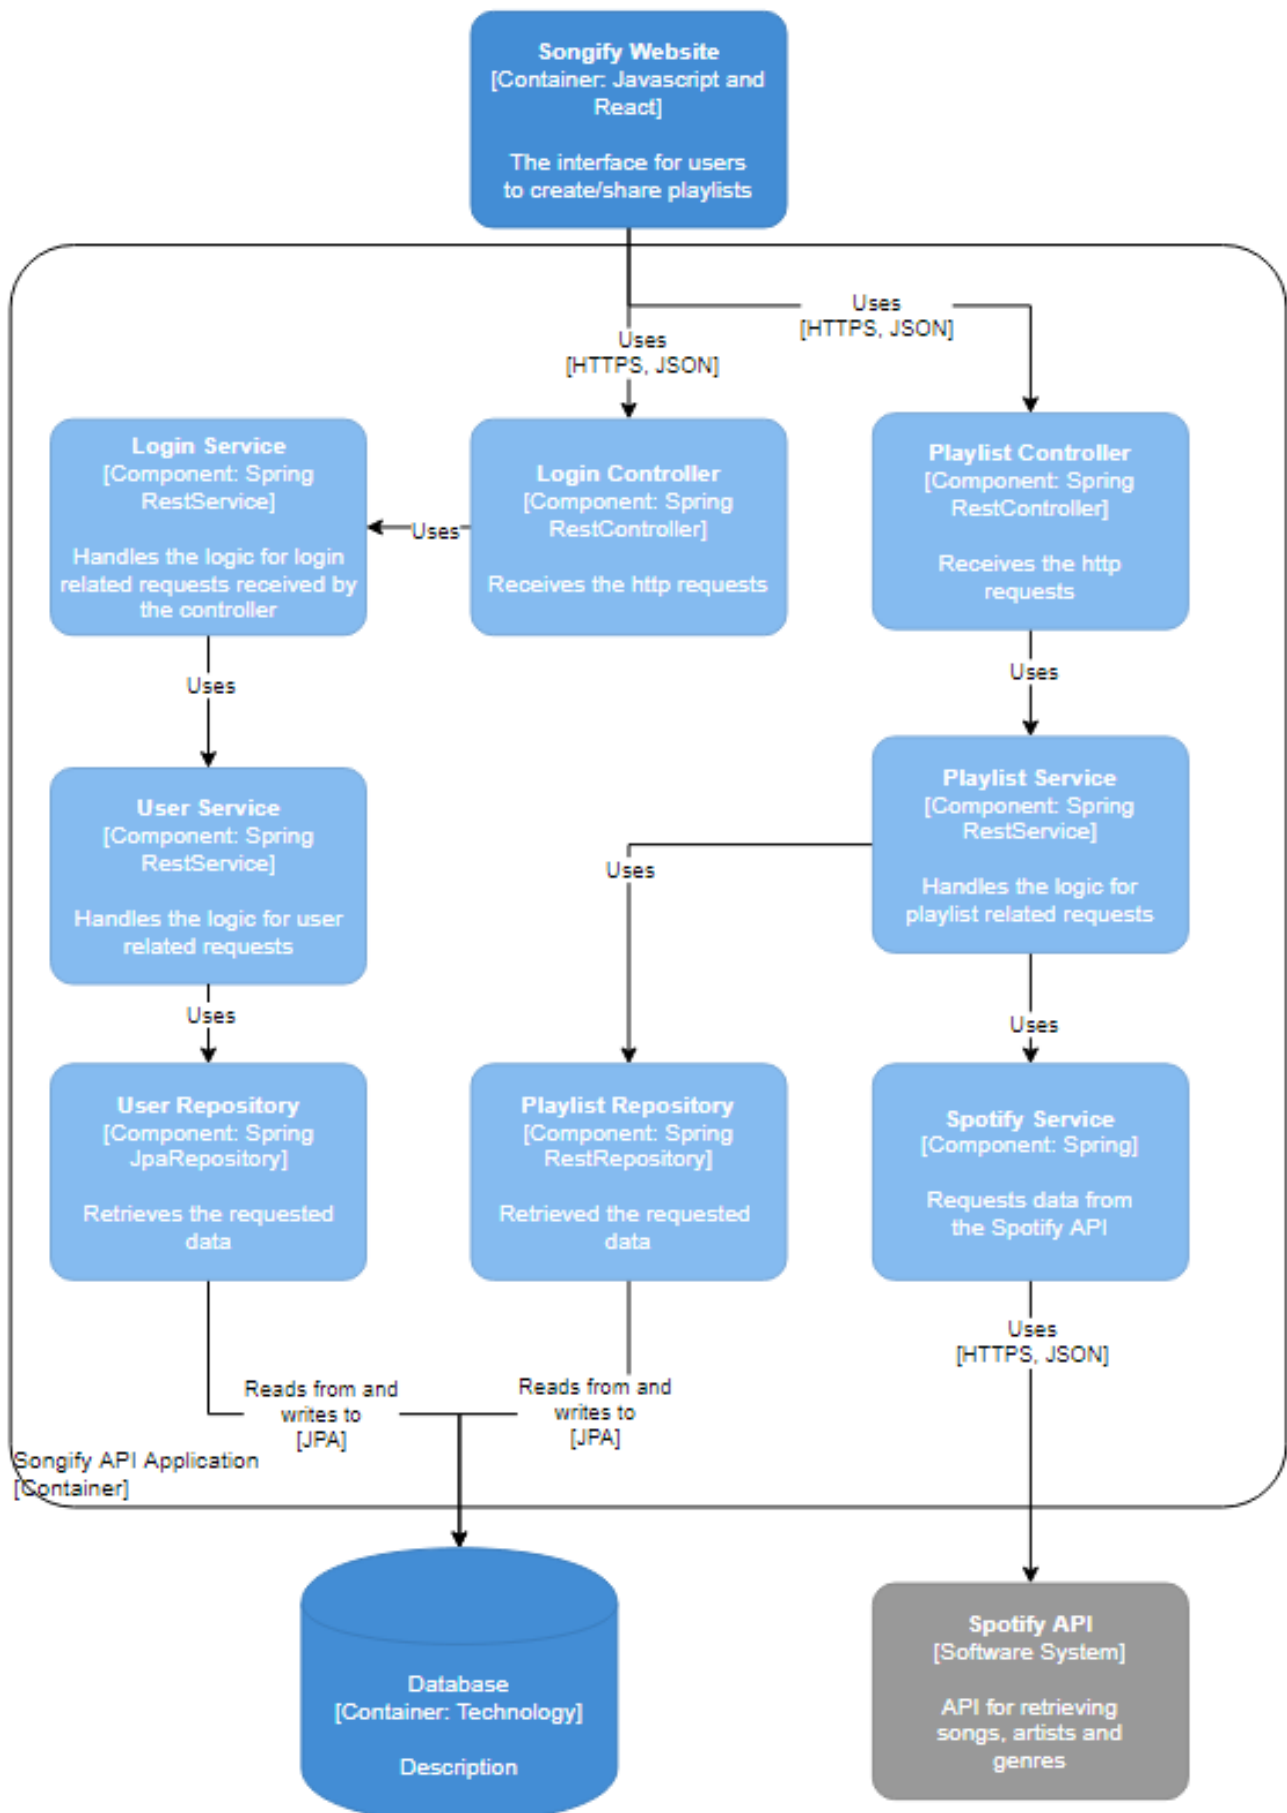 Songify Website
[Container: Javascript and
React]
The interface for users
to create/share playlists
Uses
[HTTPS, JSON]
Uses
[HTTPS, JSON]
Login Service
[Component: Spring
RestService]
Handles the logic for login
related requests received by
the controller
Uses
Login Controller
[Component: Spring
RestController]
Receives the http requests
Playlist Controller
[Component: Spring
RestController]
Receives the http
requests
Uses
Uses
User Service
[Component: Spring
RestService]
Handles the logic for user
related requests
Uses
Playlist Service
[Component: Spring
RestService]
Handles the logic for
playlist related requests
Uses
Uses
User Repository
[Component: Spring
JpaRepository]
Retrieves the requested
data
Playlist Repository
[Component: Spring
RestRepository]
Retrieved the requested
data
Spotify Service
[Component: Spring]
Requests data from
the Spotify API
Uses
[HTTPS, JSON]
Reads from and
writes to
[JPA]
Reads from and
writes to
[JPA]
Songify API Application
[Container]
Database
[Container: Technology]
Description
Spotify API
[Software System]
API for retrieving
songs, artists and
genres